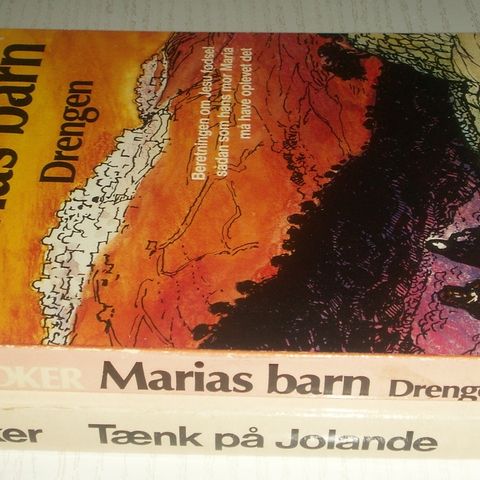 barn
Drengen
Beretningen om Jesu fødsel
sådan som hans mor Maria
må have oplevet det
Marias barn Drengen
Tænk på Jolande